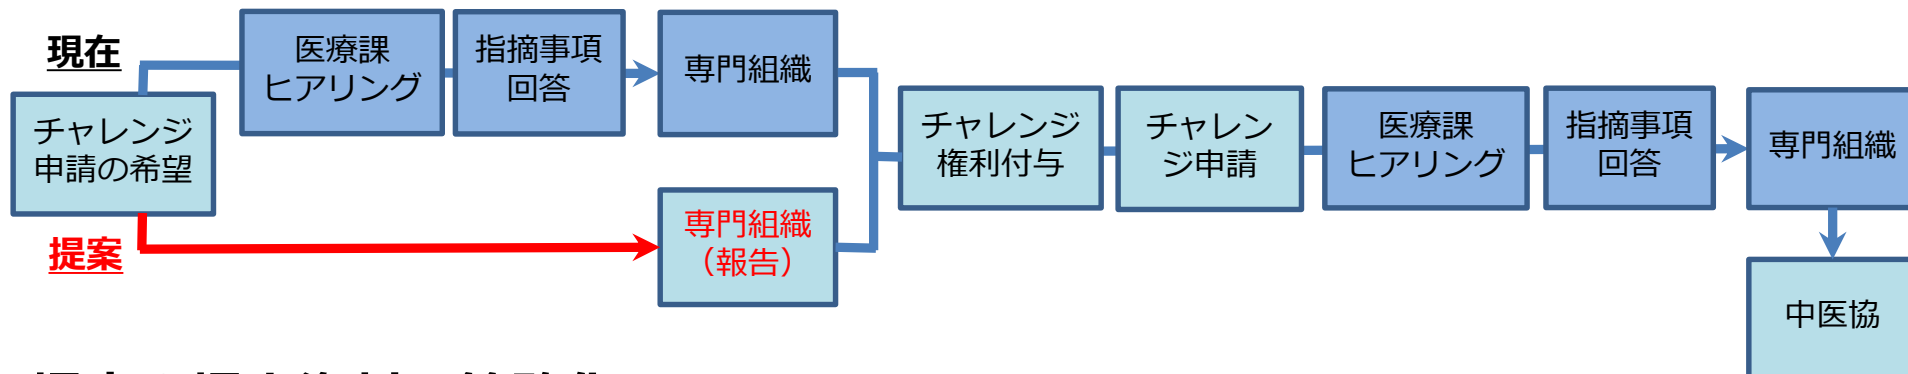 現在
医療課
ヒアリング
指摘事項
回答
専門組織
チャレンジ
申請の希望
提案
専門組織
（報告）
チャレンジ
権利付与
チャレン
ジ申請
医療課
ヒアリング
指摘事項
回答
専門組織
中医協